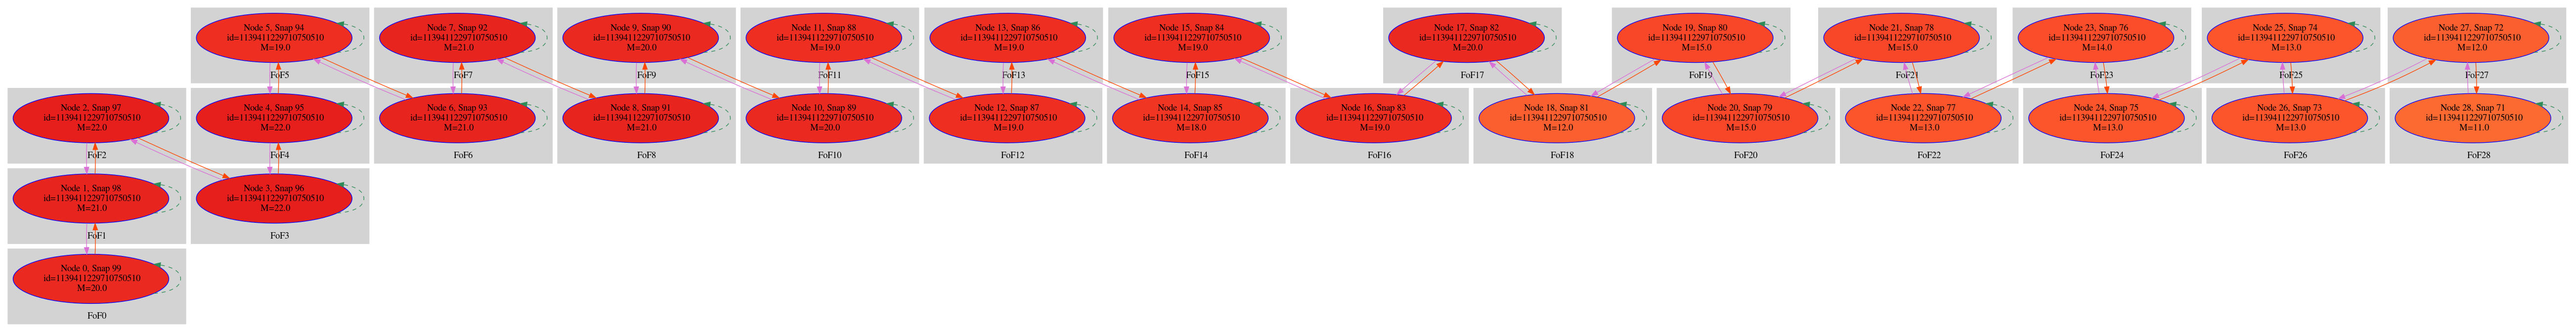 Node 5, Snap 94
id=1139411229710750510
M=19.0
FoF5
Node 7, Snap 92
id=1139411229710750510
M=21.0
FoF7
Node 9, Snap 90
id=1139411229710750510
M=20.0
FoF9
Node 11, Snap 88
id=1139411229710750510
M=19.0
FoF11
Node 13, Snap 86
id=1139411229710750510
M=19.0
FoF13
Node 15, Snap 84
id=1139411229710750510
M=19.0
FoF15
Node 17, Snap 82
id=1139411229710750510
M=20.0
FoF17
Node 19, Snap 80
id=1139411229710750510
M=15.0
FoF19
Node 21, Snap 78
id=1139411229710750510
M=15.0
FoF21
Node 23, Snap 76
id=1139411229710750510
M=14.0
FoF23
Node 25, Snap 74
id=1139411229710750510
M=13.0
FoF25
Node 27, Snap 72
id=1139411229710750510
M=12.0
FoF27
Node 2, Snap 97
id=1139411229710750510
M=22.0
FoF2
Node 4, Snap 95
id=1139411229710750510
M=22.0
FoF4
Node 6, Snap 93
id=1139411229710750510
M=21.0
FoF6
Node 8, Snap 91
id=1139411229710750510
M=21.0
FoF8
Node 10, Snap 89
id=1139411229710750510
M=20.0
FoF10
Node 12, Snap 87
id=1139411229710750510
M=19.0
FoF12
Node 14, Snap 85
id=1139411229710750510
M=18.0
FoF14
Node 16, Snap 83
id=1139411229710750510
M=19.0
FoF16
Node 18, Snap 81
id=1139411229710750510
M=12.0
FoF18
Node 20, Snap 79
id=1139411229710750510
M=15.0
FoF20
Node 22, Snap 77
id=1139411229710750510
M=13.0
FoF22
Node 24, Snap 75
id=1139411229710750510
M=13.0
FoF24
Node 26, Snap 73
id=1139411229710750510
M=13.0
FoF26
Node 28, Snap 71
id=1139411229710750510
M=11.0
FoF28
Node 1, Snap 98
id=1139411229710750510
M=21.0
FoF1
Node 3, Snap 96
id=1139411229710750510
M=22.0
FoF3
Node 0, Snap 99
id=1139411229710750510
M=20.0
FoF0